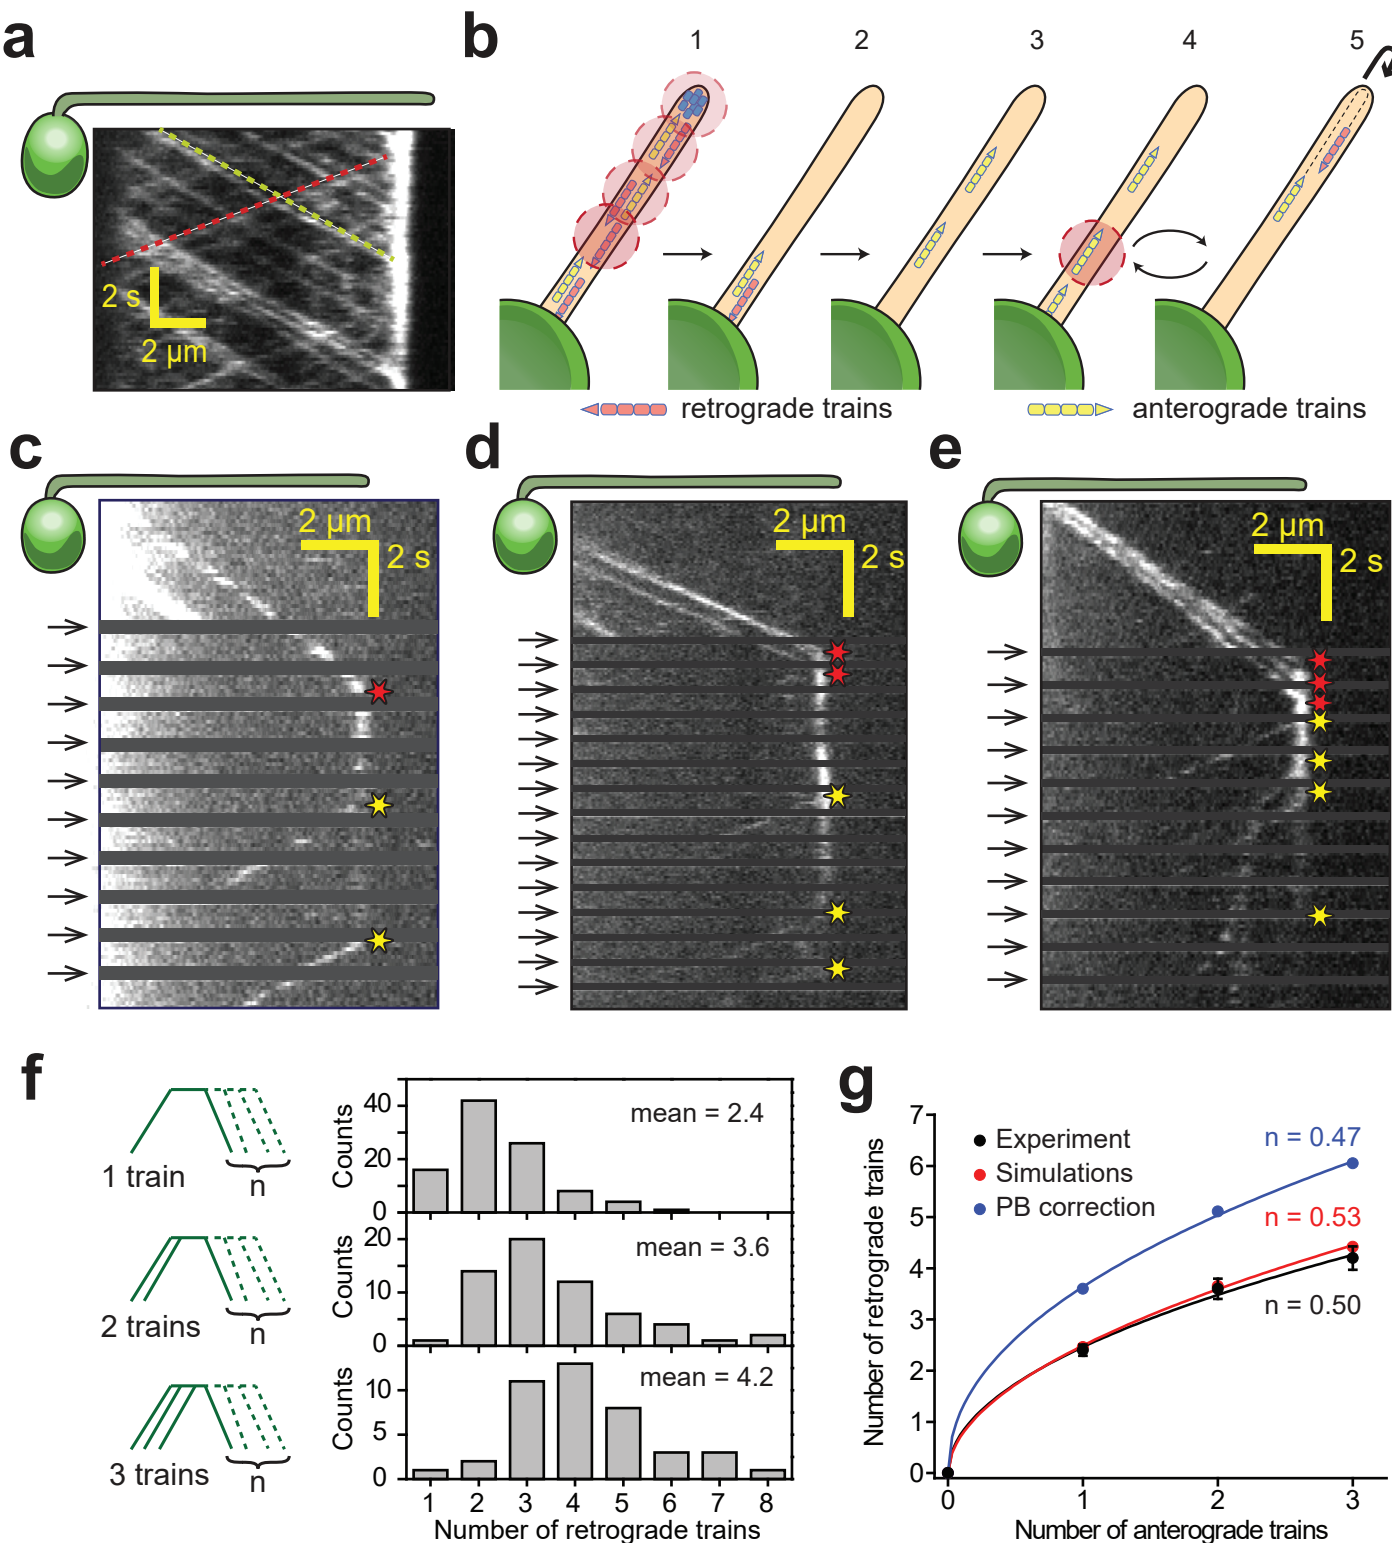 a
2 s
2 µm
b
1 2 3 4 5
retrograde trains
anterograde trains
c
2 µm
2 s
d
2 µm
2 s
e
2 µm
2 s
f
1 train
n
2 trains
n
3 trains
n
Counts
40
20
0
mean = 2.4
Counts
20
10
0
mean = 3.6
Counts
10
5
0
mean = 4.2
1 2 3 4 5 6 7 8
Number of retrograde trains
g
Number of retrograde trains
7
6
5
4
3
2
1
0
Experiment
Simulations
PB correction
n = 0.47
n = 0.53
n = 0.50
0 1 2 3
Number of anterograde trains